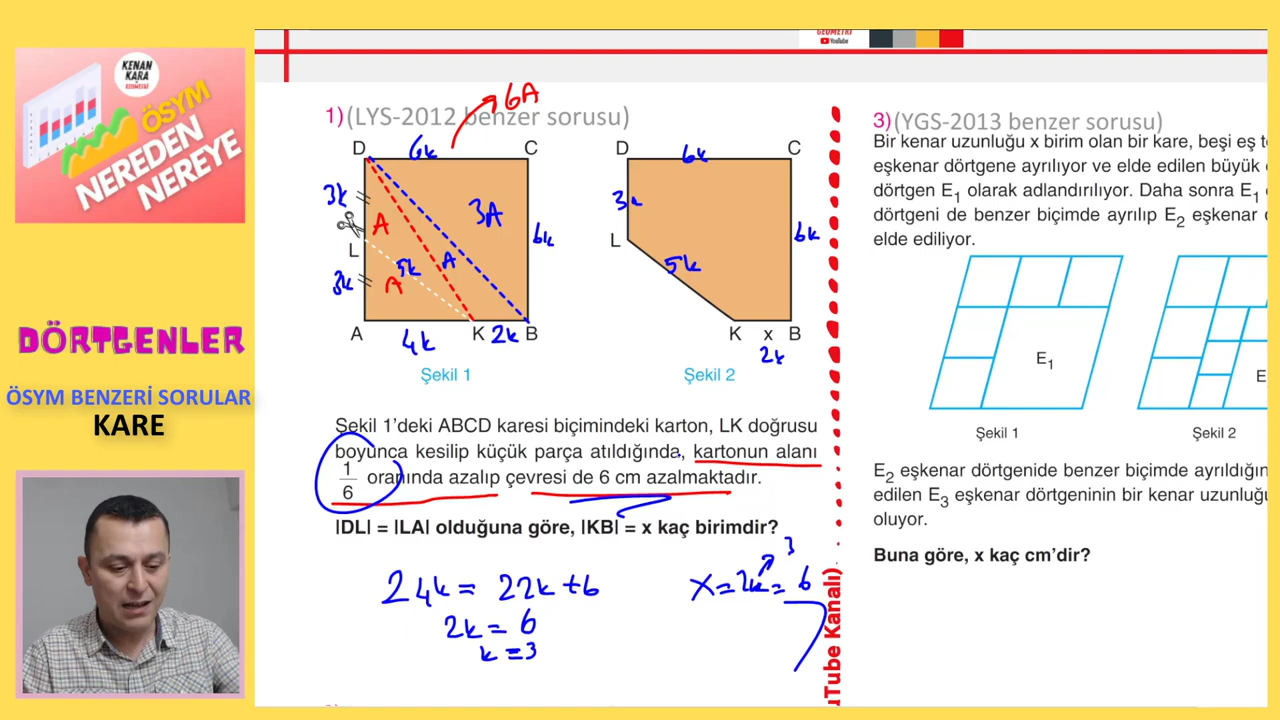 KENAN
KARA
GEOMETRİ
ÖSYM
NEREDEN
NEREYE
DÖRTGENLER
ÖSYM BENZERİ SORULAR
KARE
GEOMETRİ
YouTube
1) (LYS-2012 benzer sorusu)
6A
D 6k C
3k
A
3A
L
5k
A
6k
3k
A
A 4k K 2k B
Şekil 1
D 6k C
3k
6k
L
5k
K x B
2k
Şekil 2
Şekil 1'deki ABCD karesi biçimindeki karton, LK doğrusu
boyunca kesilip küçük parça atıldığında, kartonun alanı
1/6 oranında azalıp çevresi de 6 cm azalmaktadır.
|DL| = |LA| olduğuna göre, |KB| = x kaç birimdir?
24k = 22k + 6
2k = 6
k = 3
3
x = 2k = 6
uTube Kanalı)
3) (YGS-2013 benzer sorusu)
Bir kenar uzunluğu x birim olan bir kare, beşi eş
eşkenar dörtgene ayrılıyor ve elde edilen büyük
dörtgen E1 olarak adlandırılıyor. Daha sonra E1
dörtgeni de benzer biçimde ayrılıp E2 eşkenar
elde ediliyor.
E1
E
Şekil 1
Şekil 2
E2 eşkenar dörtgenide benzer biçimde ayrıldığın
edilen E3 eşkenar dörtgeninin bir kenar uzunluğu
oluyor.
Buna göre, x kaç cm'dir?